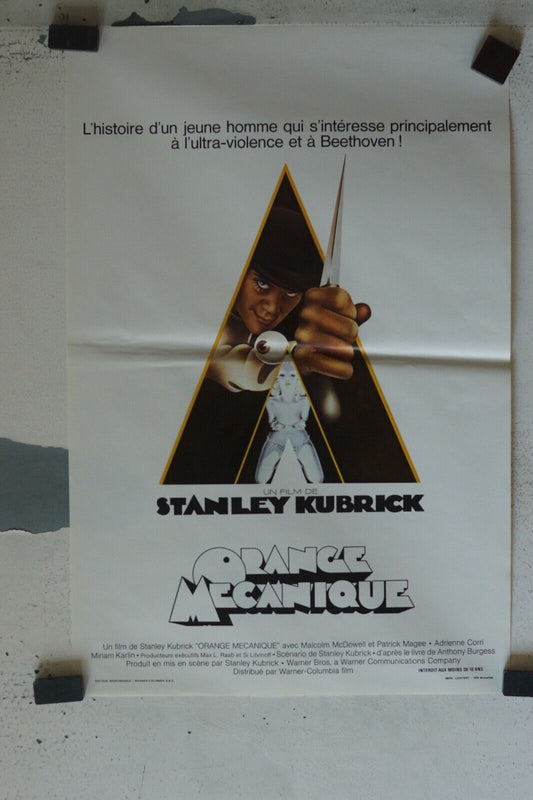 L'histoire d'un jeune homme qui s'intéresse principalement
à l'ultra-violence et à Beethoven !
UN FILM DE
STANLEY KUBRICK
ORANGE
MECANIQUE
Un film de Stanley Kubrick "ORANGE MECANIQUE" avec Malcolm McDowell et Patrick Magee • Adrienne Corri
Miriam Karlin • Producteurs exécutifs Max L. Raab et Si Litvinoff • Scénario de Stanley Kubrick • d'après le livre de Anthony Burgess
Produit en mis en scène par Stanley Kubrick • Warner Bros, a Warner Communications Company
Distribué par Warner-Columbia film
INTERDIT AUX MOINS DE 18 ANS